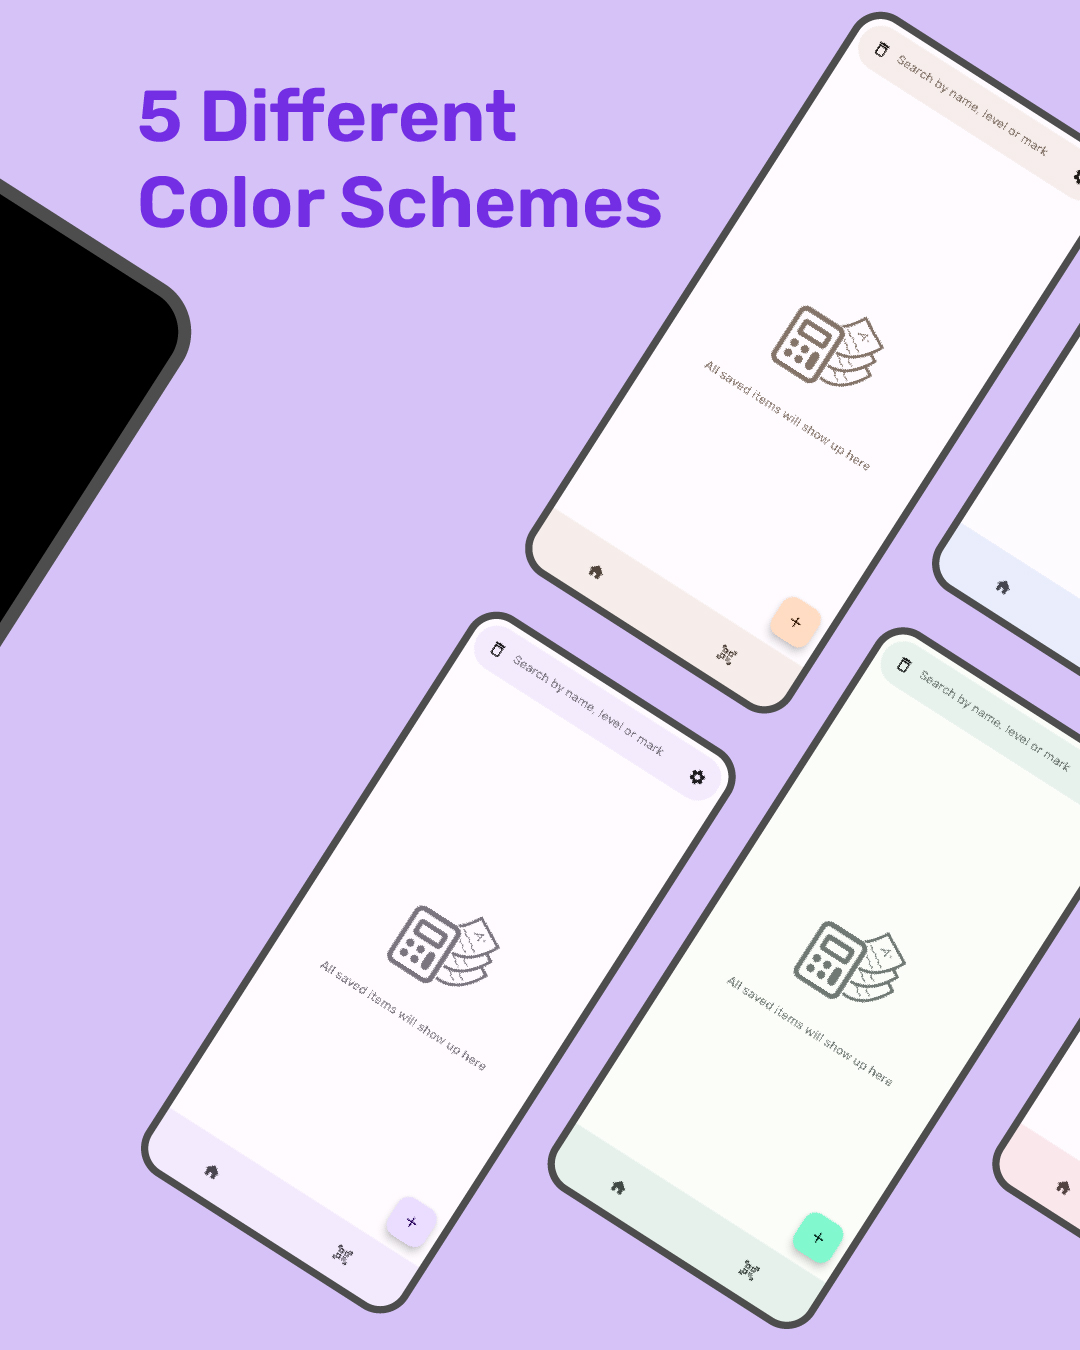 5 Different
Color Schemes
Search by name, level or mark
All saved items will show up here
Search by name, level or mark
All saved items will show up here
Search by name, level or mark
All saved items will show up here